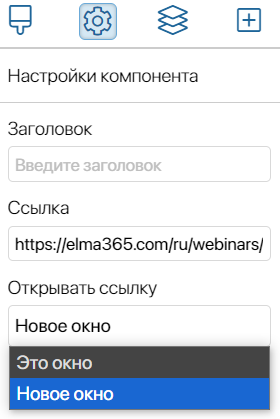 Настройки компонента
Заголовок
Введите заголовок
Ссылка
https://elma365.com/ru/webinars/
Открывать ссылку
Новое окно
Это окно
Новое окно